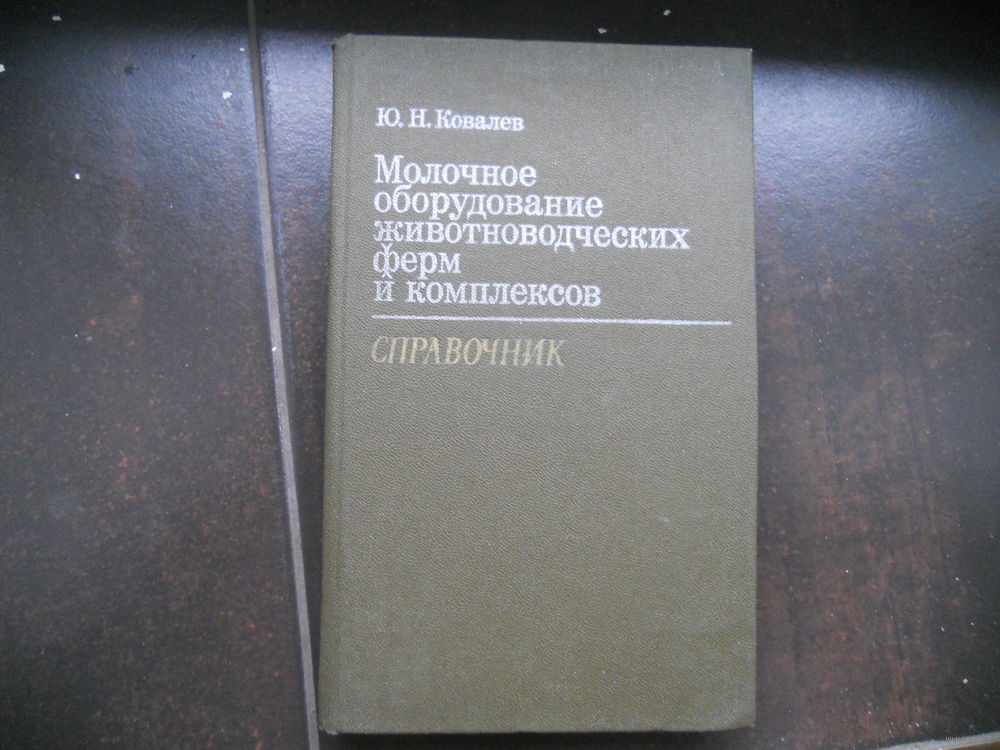 Ю. Н. Ковалев
Молочное
оборудование
животноводческих
ферм
и комплексов
СПРАВОЧНИК